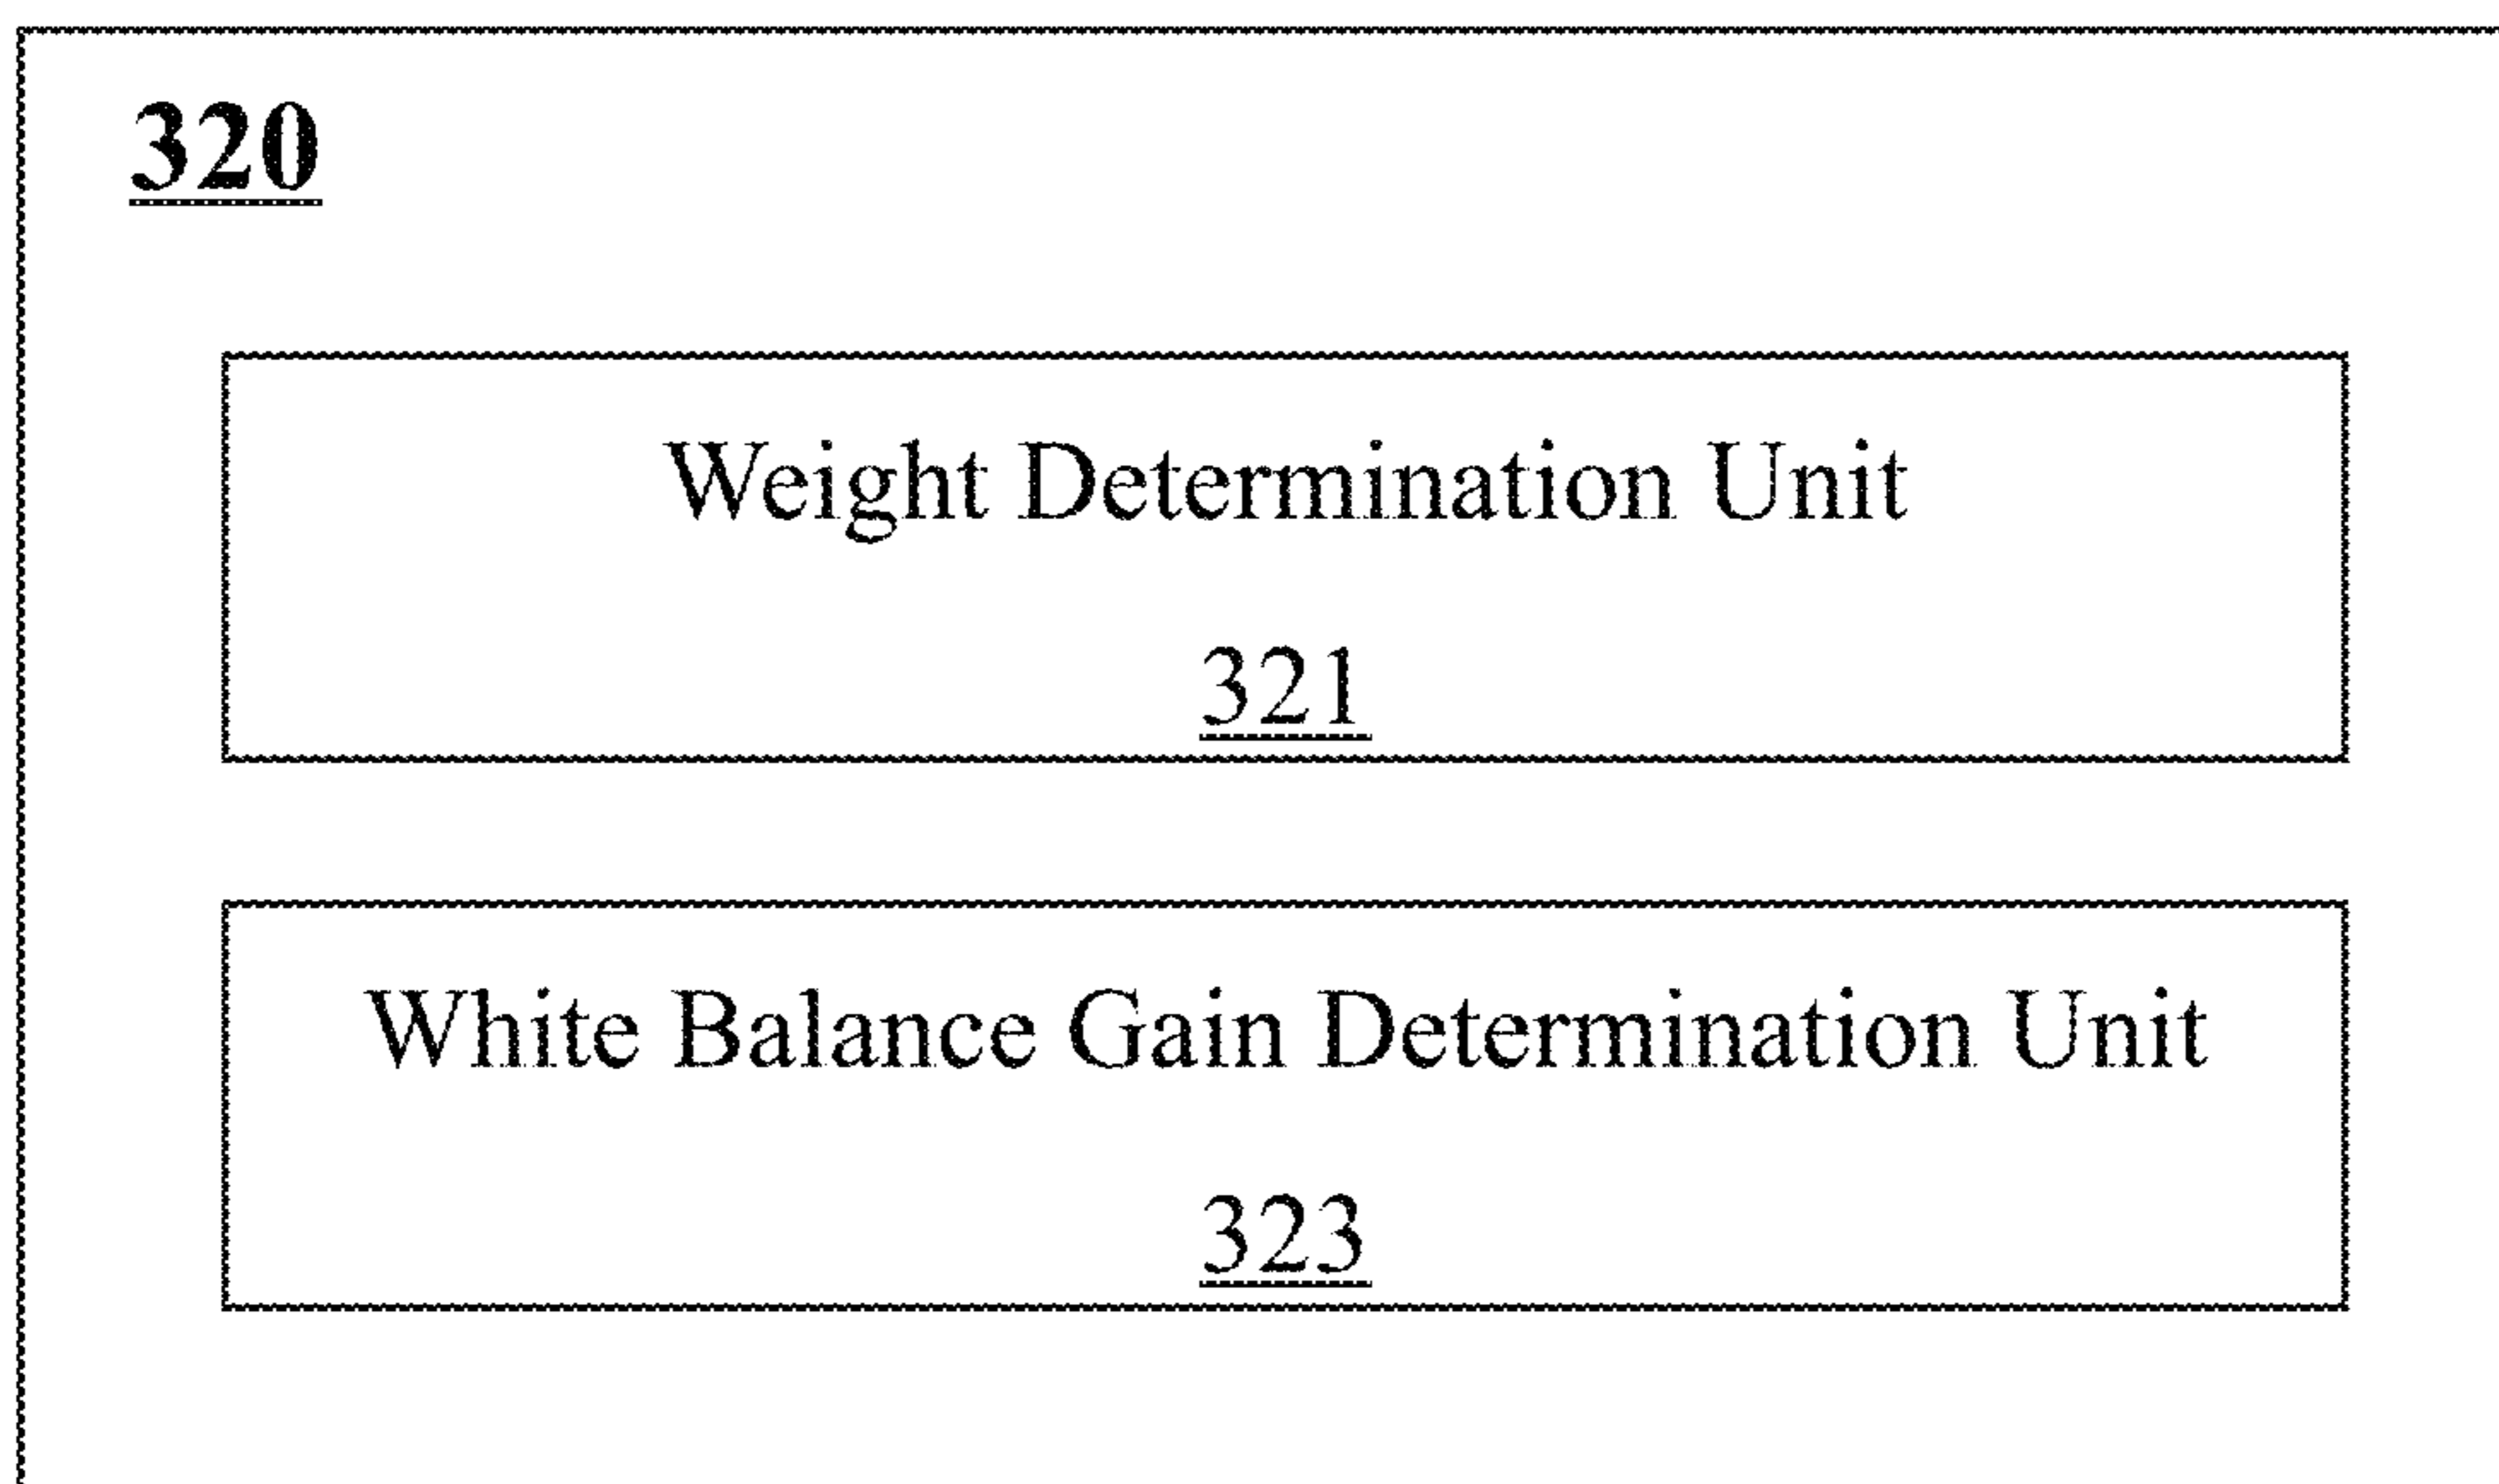 320
Weight Determination Unit
321
White Balance Gain Determination Unit
323